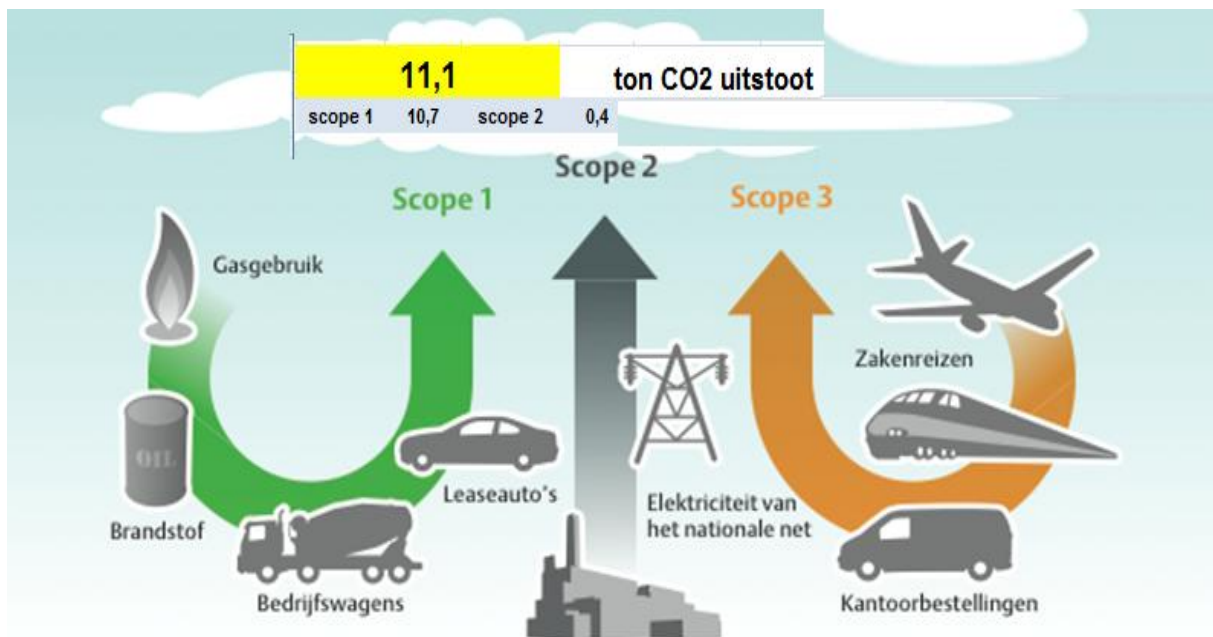 11,1 ton CO2 uitstoot
scope 1 10,7 scope 2 0,4
Scope 2
Scope 1
Scope 3
Gasgebruik
Zakenreizen
OIL
Leaseauto's
Elektriciteit van
het nationale net
Brandstof
Bedrijfswagens
Kantoorbestellingen